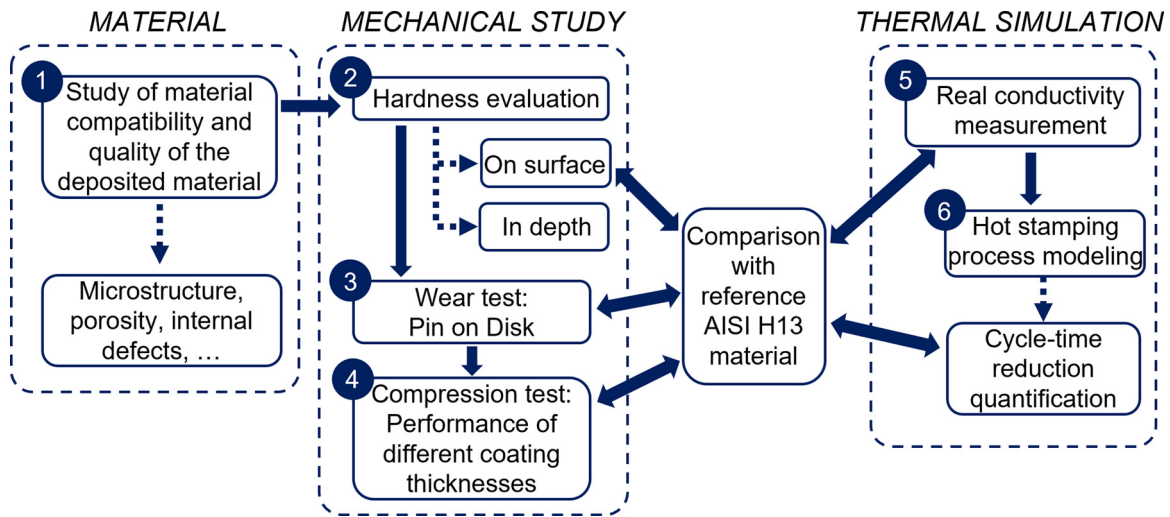 MATERIAL
1
Study of material
compatibility and
quality of the
deposited material
Microstructure,
porosity, internal
defects, …
MECHANICAL STUDY
2
Hardness evaluation
On surface
In depth
3
Wear test:
Pin on Disk
4
Compression test:
Performance of
different coating
thicknesses
Comparison
with
reference
AISI H13
material
THERMAL SIMULATION
5
Real conductivity
measurement
6
Hot stamping
process modeling
Cycle-time
reduction
quantification